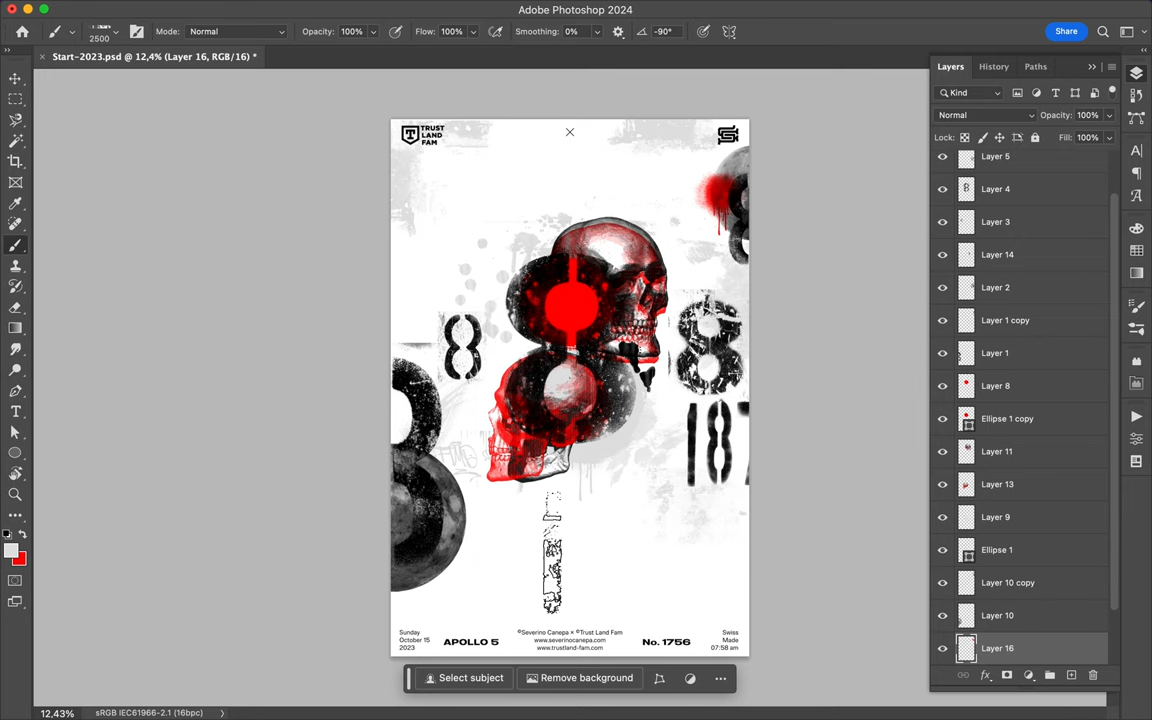 Adobe Photoshop 2024
2500
Mode: Normal
Opacity: 100%
Flow: 100%
Smoothing: 0%
-90°
Share
Start-2023.psd @ 12,4% (Layer 16, RGB/16) *
Layers
History
Paths
Kind
Normal
Opacity: 100%
Lock:
Fill: 100%
Layer 5
Layer 4
Layer 3
Layer 14
Layer 2
Layer 1 copy
Layer 1
Layer 8
Ellipse 1 copy
Layer 11
Layer 13
Layer 9
Ellipse 1
Layer 10 copy
Layer 10
Layer 16
TRUST
LAND
FAM
8
8
8
18
Sunday
October 15
2023
APOLLO 5
©Severino Canepa × ©Trust Land Fam
www.severinocanepa.com
www.trustland-fam.com
No. 1756
Swiss
Made
07:58 am
Select subject
Remove background
12,43%
sRGB IEC61966-2.1 (16bpc)